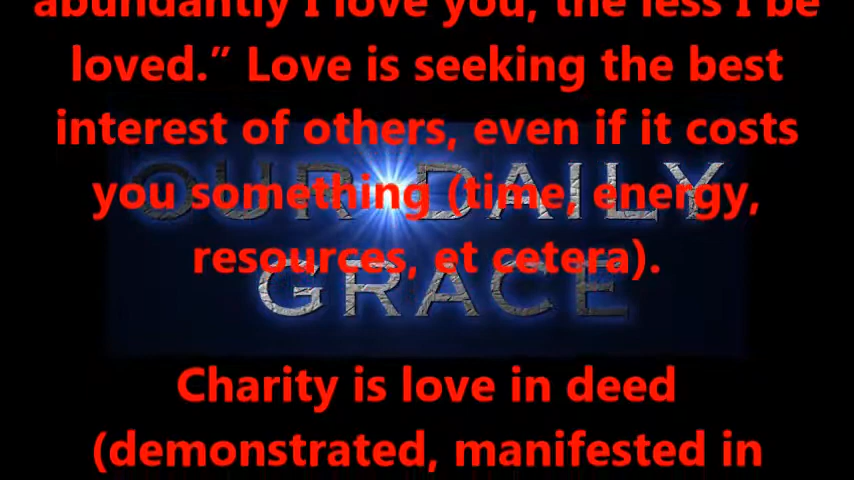 abundantly I love you, the less I be
loved.” Love is seeking the best
interest of others, even if it costs
you something (time, energy,
resources, et cetera).
OUR DAILY
GRACE
Charity is love in deed
(demonstrated, manifested in